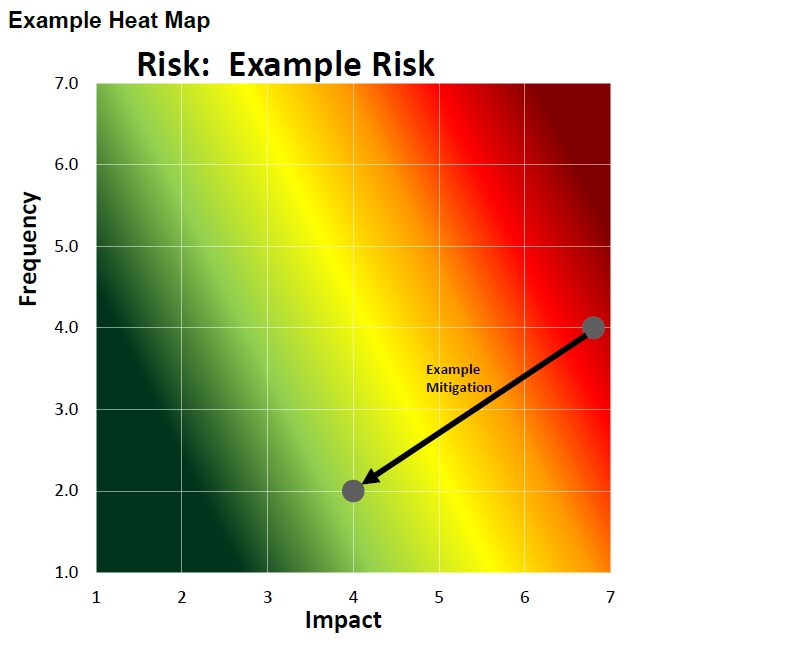 Example Heat Map
Risk:  Example Risk
7.0
6.0
5.0
4.0
3.0
2.0
1.0
Frequency
Example
Mitigation
1 2 3 4 5 6 7
Impact